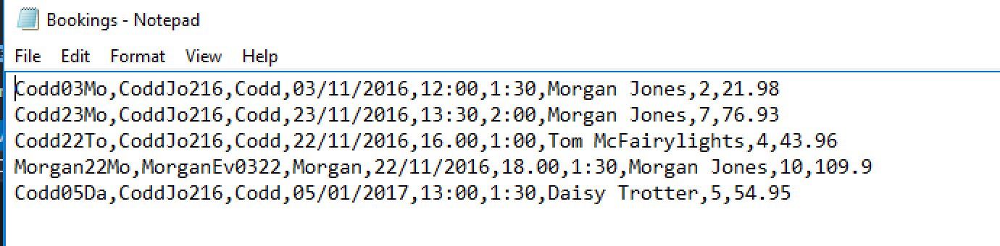 Bookings - Notepad
File Edit Format View Help
Codd03Mo,CoddJo216,Codd,03/11/2016,12:00,1:30,Morgan Jones,2,21.98
Codd23Mo,CoddJo216,Codd,23/11/2016,13:30,2:00,Morgan Jones,7,76.93
Codd22To,CoddJo216,Codd,22/11/2016,16.00,1:00,Tom McFairylights,4,43.96
Morgan22Mo,MorganEv0322,Morgan,22/11/2016,18.00,1:30,Morgan Jones,10,109.9
Codd05Da,CoddJo216,Codd,05/01/2017,13:00,1:30,Daisy Trotter,5,54.95